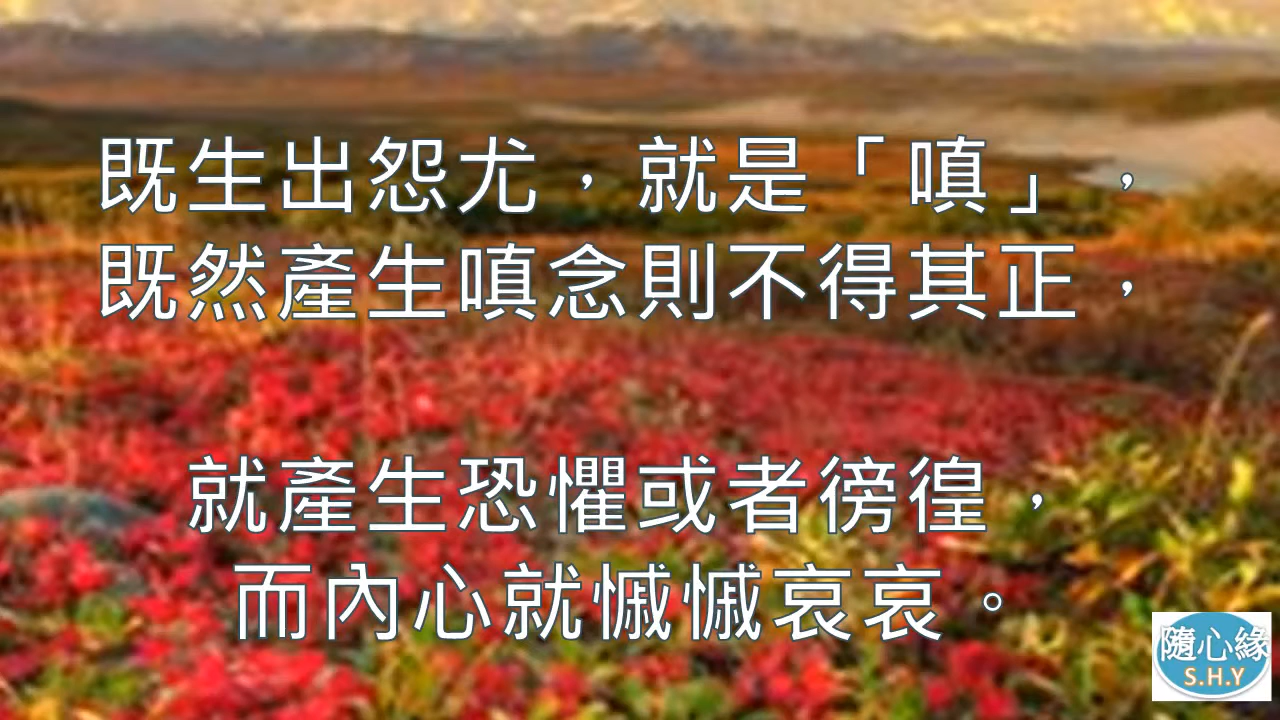 既生出怨尤，就是「嗔」，
既然產生嗔念則不得其正，
就產生恐懼或者徬徨，
而內心就慽慽哀哀。
隨心緣
S.H.Y